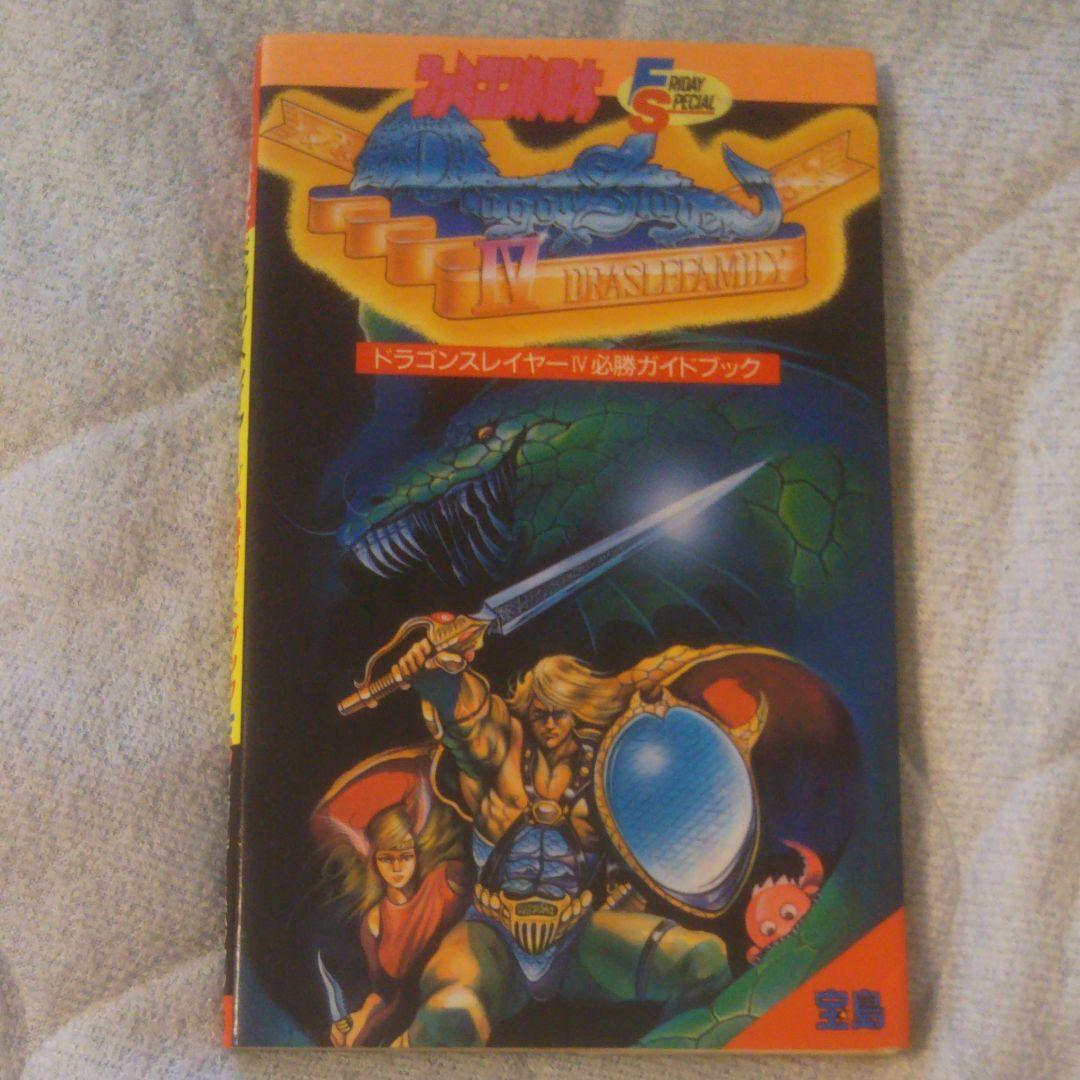 ファミコン必勝本
FRIDAY
SPECIAL
Dragon Slayer
IV DRASLEFAMILY
ドラゴンスレイヤーIV必勝ガイドブック
宝島